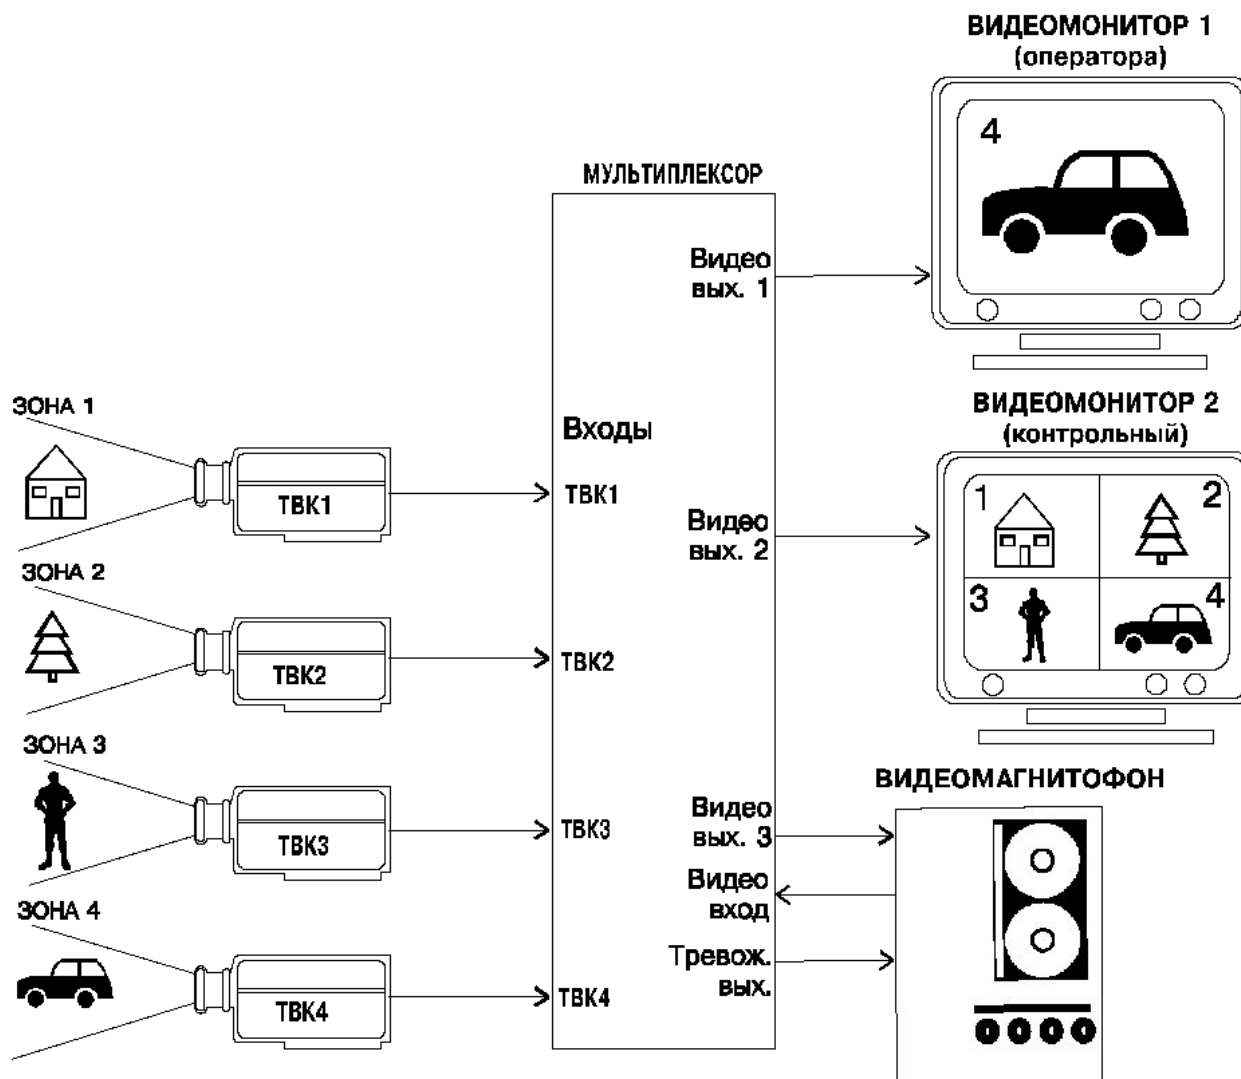 ВИДЕОМОНИТОР 1
(оператора)
4
МУЛЬТИПЛЕКСОР
Видео
вых. 1
ЗОНА 1
ТВК1
Входы
ТВК1
ВИДЕОМОНИТОР 2
(контрольный)
1
2
3
4
Видео
вых. 2
ЗОНА 2
ТВК2
ТВК2
ЗОНА 3
ТВК3
ТВК3
ВИДЕОМАГНИТОФОН
Видео
вых. 3
Видео
вход
Тревож.
вых.
ЗОНА 4
ТВК4
ТВК4